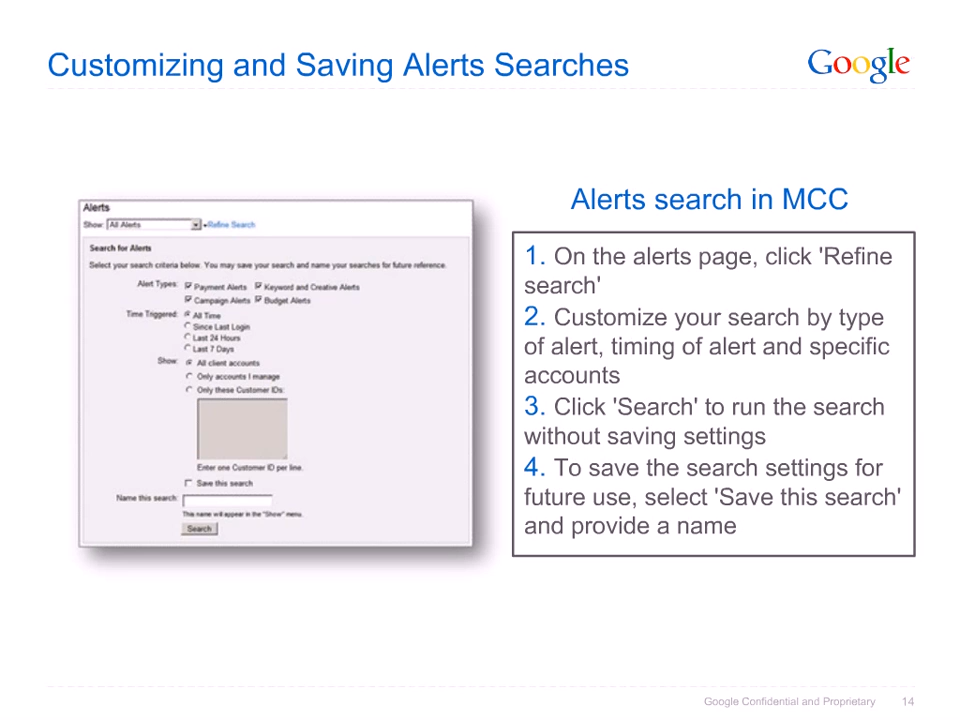 Customizing and Saving Alerts Searches
Google
Alerts
Show: All Alerts Refine Search
Search for Alerts
Select your search criteria below. You may save your search and name your searches for future reference.
Alert Types: Payment Alerts Keyword and Creative Alerts
Campaign Alerts Budget Alerts
Time Triggered: All Time
Since Last Login
Last 24 Hours
Last 7 Days
Show: All client accounts
Only accounts I manage
Only these Customer IDs:
Enter one Customer ID per line.
Save this search
Name this search:
This name will appear in the "Show" menu.
Search
Alerts search in MCC
1. On the alerts page, click 'Refine
search'
2. Customize your search by type
of alert, timing of alert and specific
accounts
3. Click 'Search' to run the search
without saving settings
4. To save the search settings for
future use, select 'Save this search'
and provide a name
Google Confidential and Proprietary 14